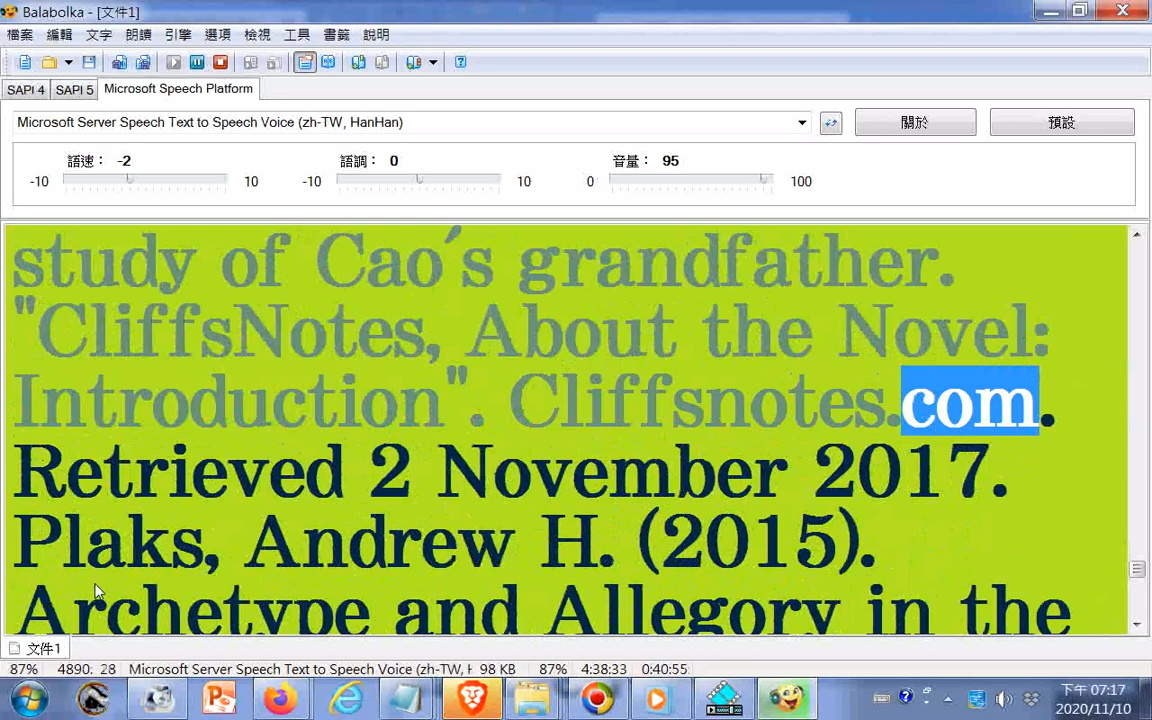 Balabolka - [文件1]
檔案 編輯 文字 朗讀 引擎 選項 檢視 工具 書籤 說明
SAPI 4 SAPI 5 Microsoft Speech Platform
Microsoft Server Speech Text to Speech Voice (zh-TW, HanHan) 關於 預設
語速： -2 語調： 0 音量： 95
-10 10 -10 10 0 100
study of Cao´s grandfather.
"CliffsNotes, About the Novel:
Introduction". Cliffsnotes.com.
Retrieved 2 November 2017.
Plaks, Andrew H. (2015).
Archetype and Allegory in the
文件1
87% 4890: 28 Microsoft Server Speech Text to Speech Voice (zh-TW, H 98 KB 87% 4:38:33 0:40:55
下午 07:17
2020/11/10